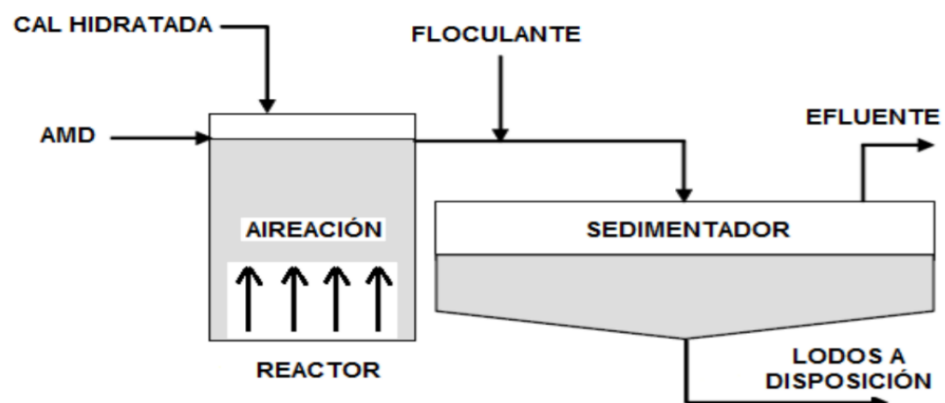 CAL HIDRATADA
FLOCULANTE
AMD
EFLUENTE
AIREACIÓN
SEDIMENTADOR
REACTOR
LODOS A
DISPOSICIÓN